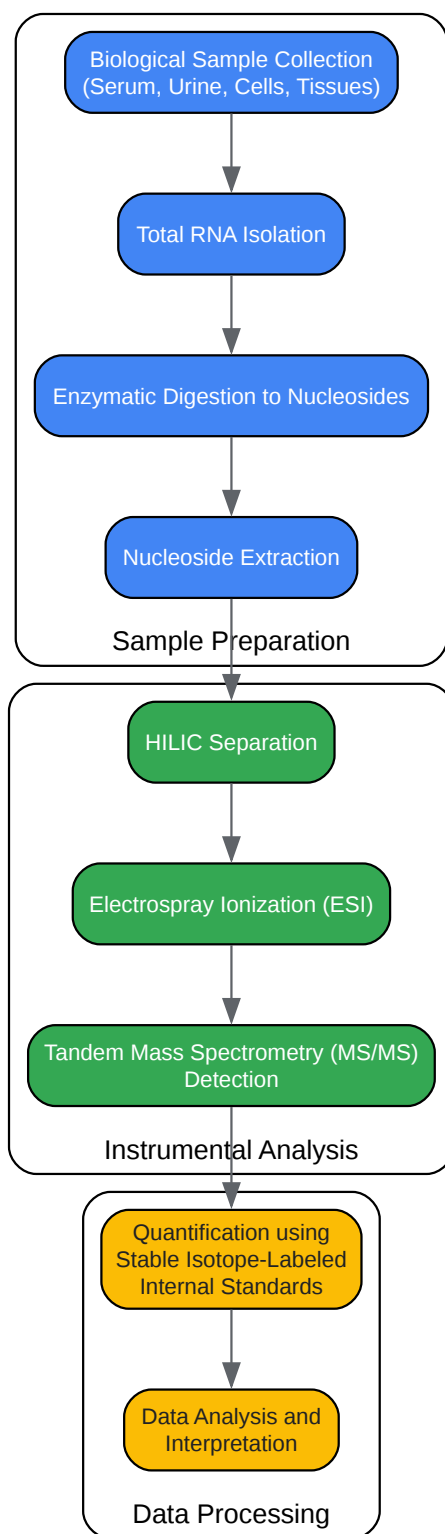 Biological Sample Collection
(Serum, Urine, Cells, Tissues)
Total RNA Isolation
Enzymatic Digestion to Nucleosides
Nucleoside Extraction
Sample Preparation
HILIC Separation
Electrospray Ionization (ESI)
Tandem Mass Spectrometry (MS/MS)
Detection
Instrumental Analysis
Quantification using
Stable Isotope-Labeled
Internal Standards
Data Analysis and
Interpretation
Data Processing